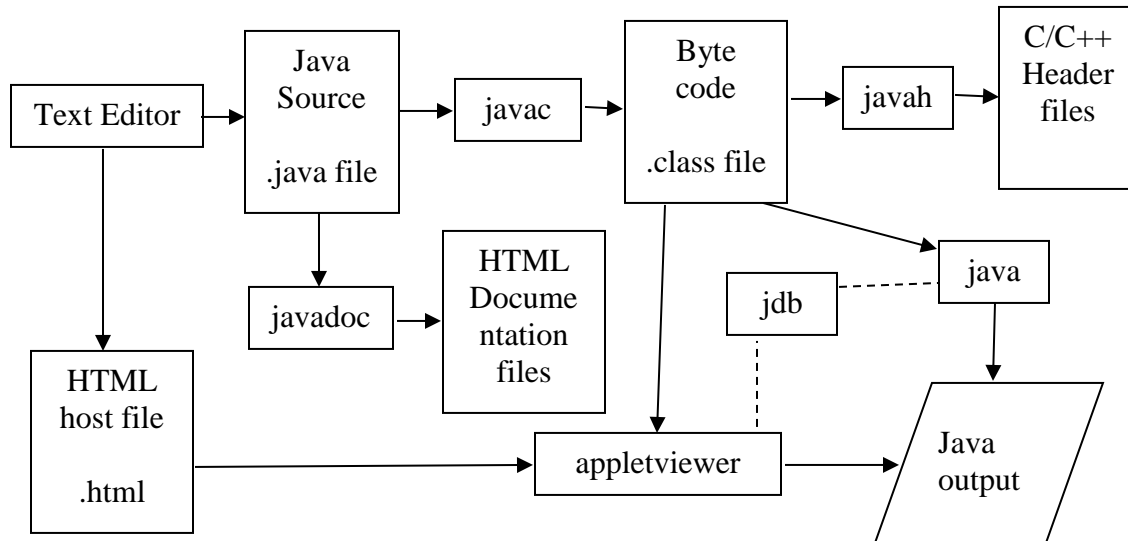 Text Editor
Java
Source
.java file
javac
Byte
code
.class file
javah
C/C++
Header
files
javadoc
HTML
Docume
ntation
files
jdb
java
HTML
host file
.html
appletviewer
Java
output